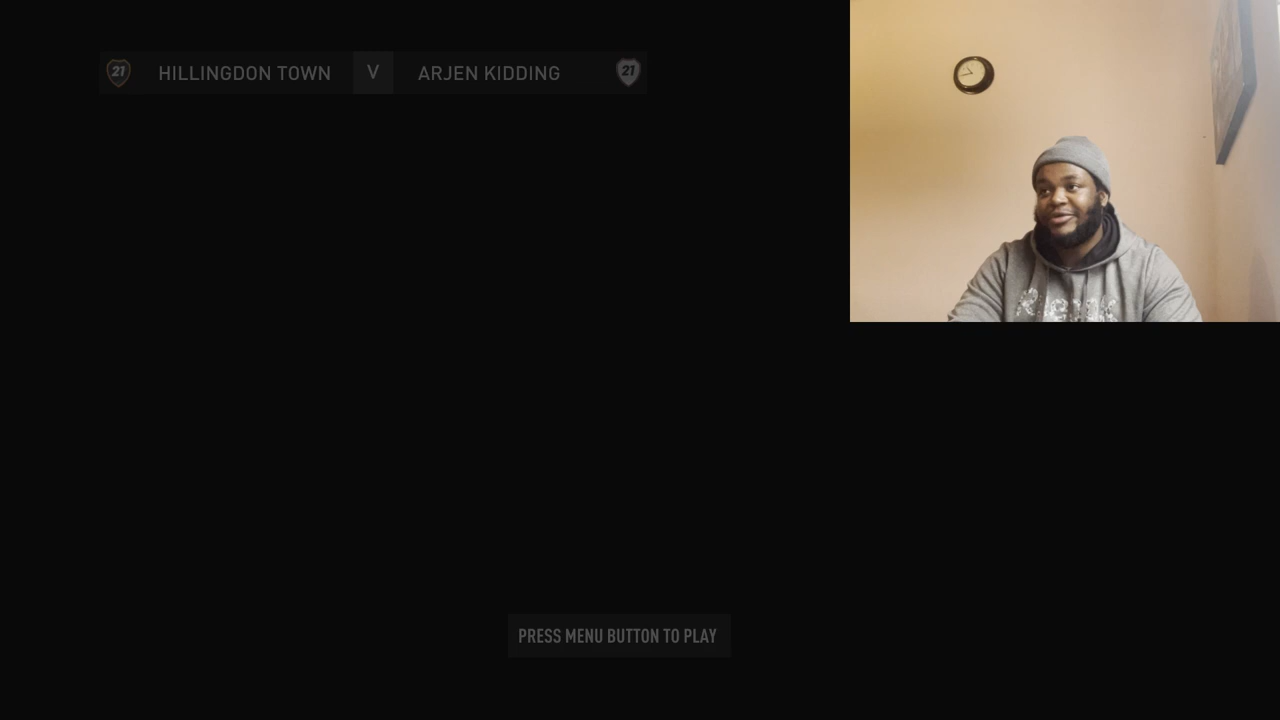 21 HILLINGDON TOWN V ARJEN KIDDING 21
PRESS MENU BUTTON TO PLAY